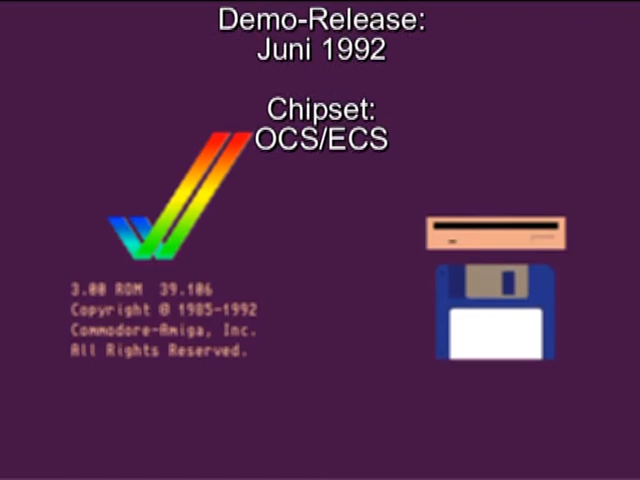 Demo-Release:
Juni 1992
Chipset:
OCS/ECS
3.00 ROM 39.106
Copyright © 1985-1992
Commodore-Amiga, Inc.
All Rights Reserved.